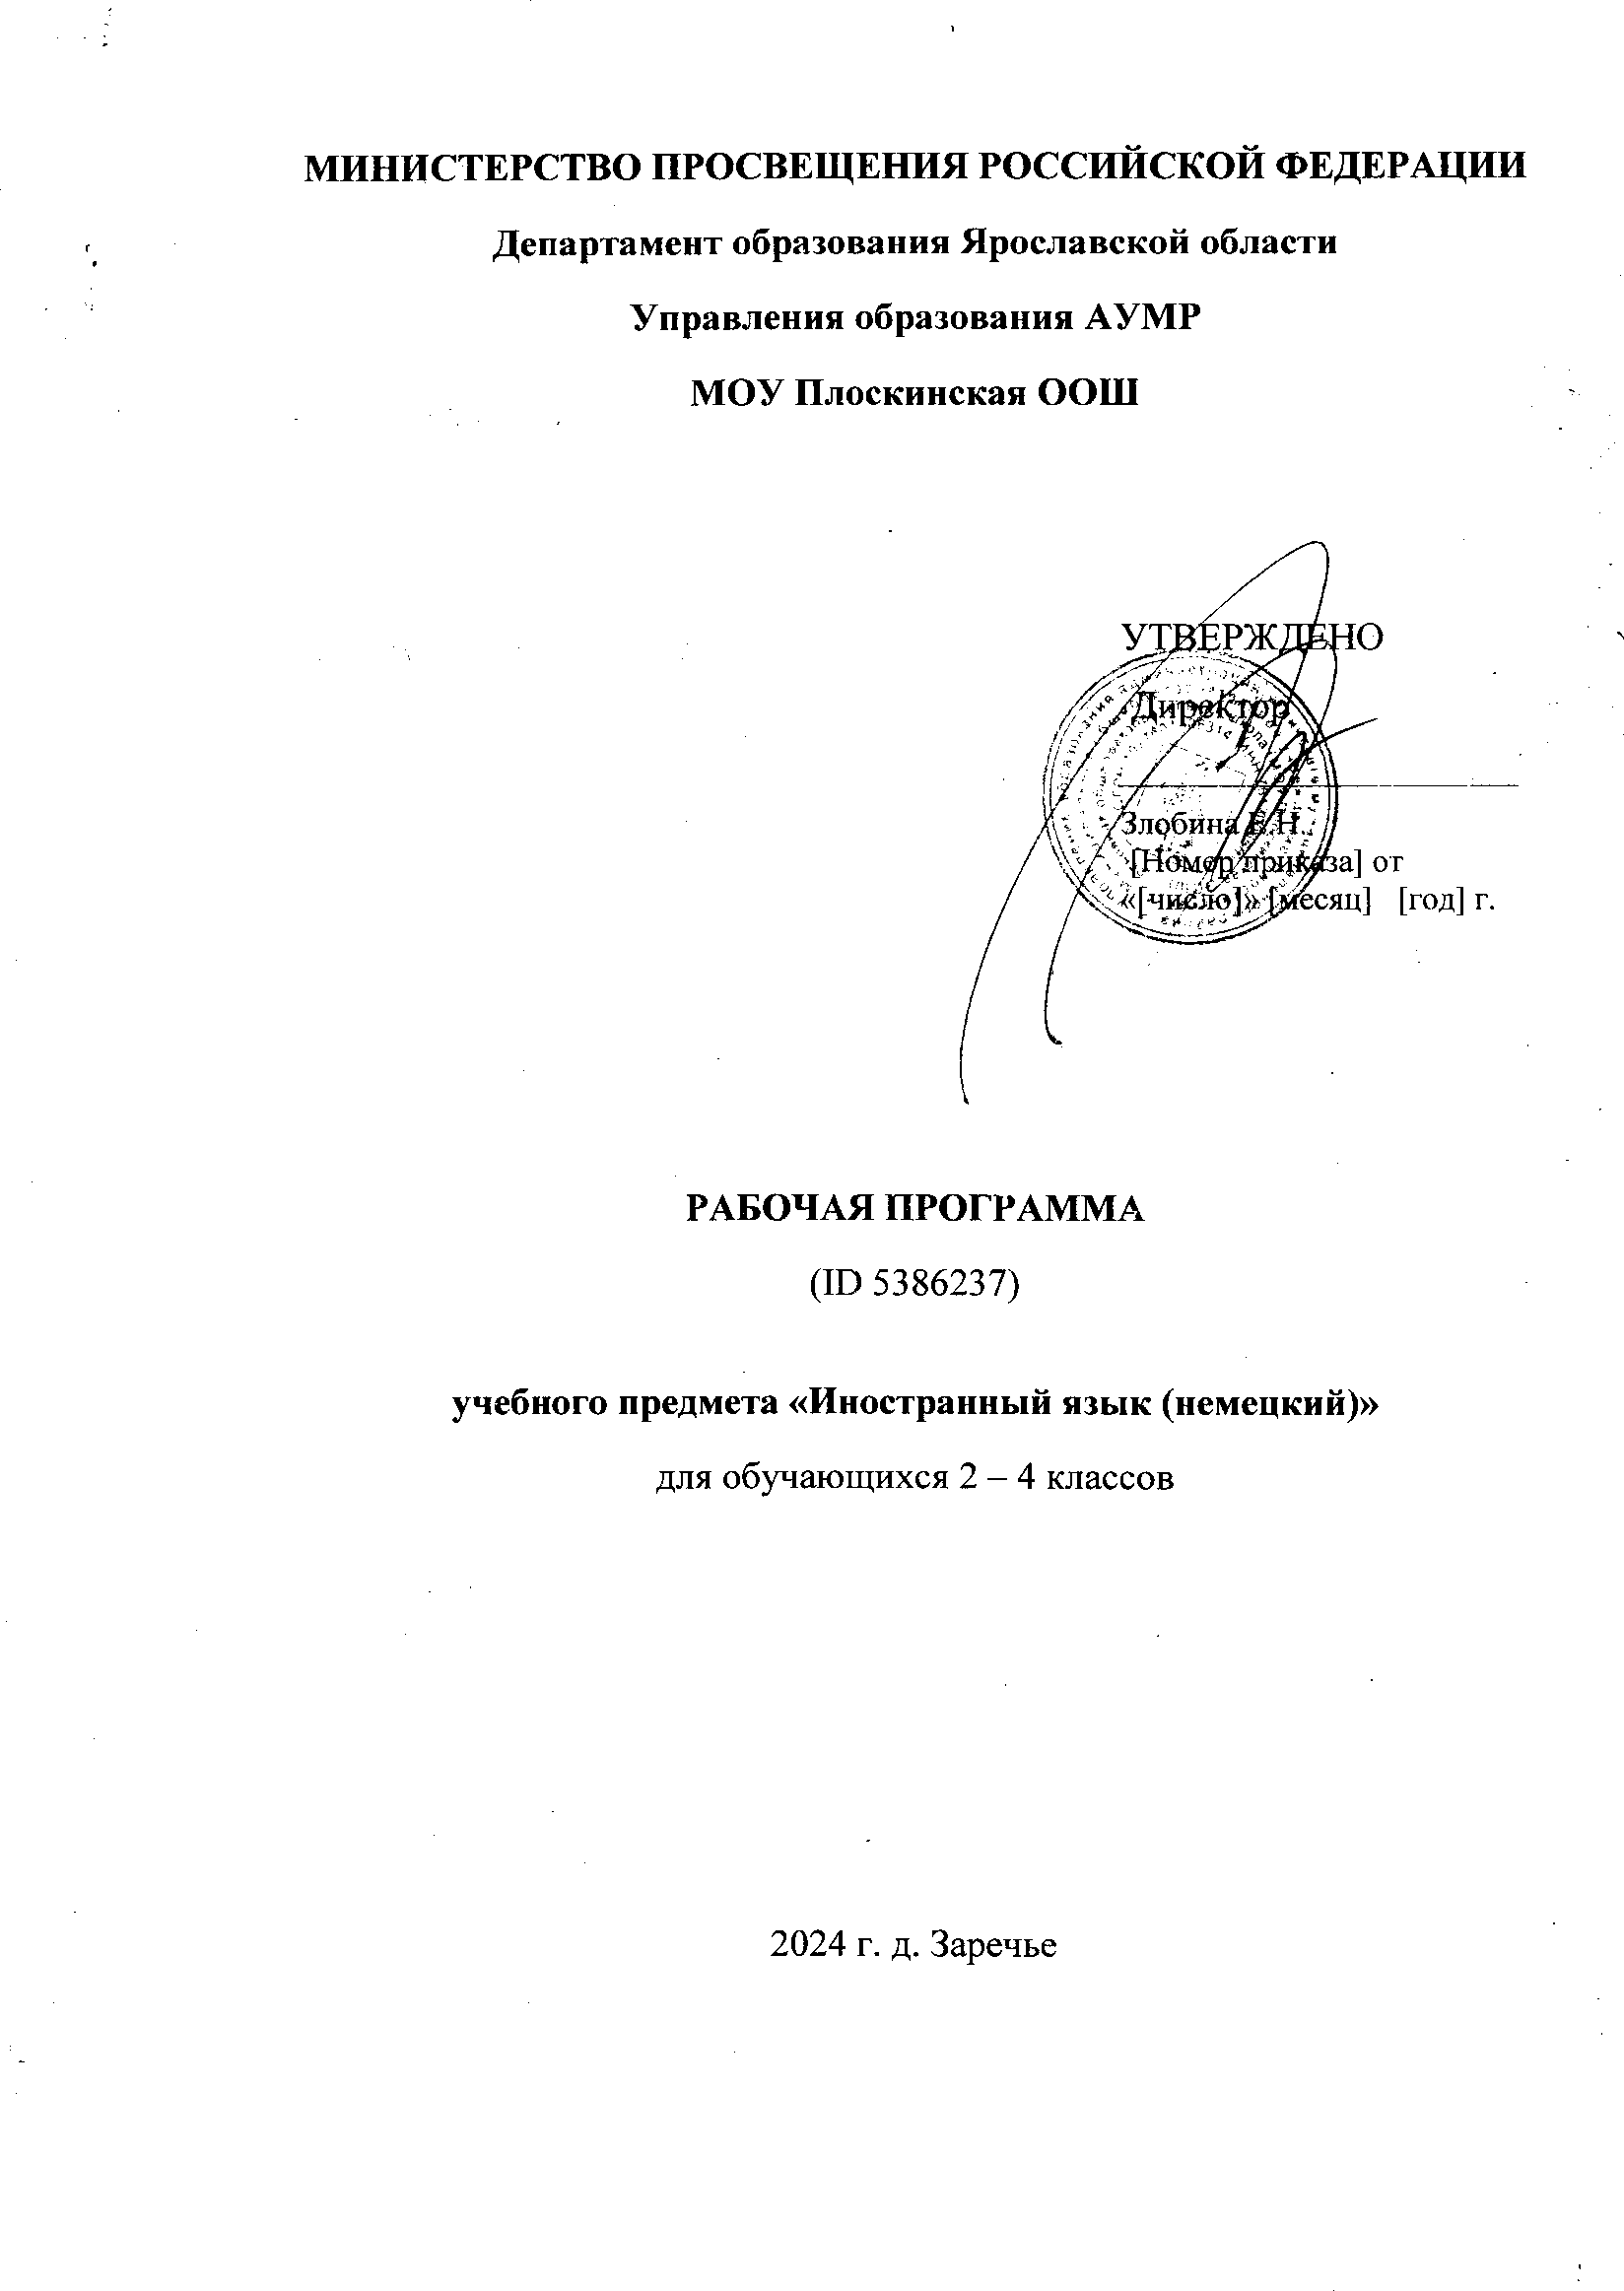 МИНИСТЕРСТВО ПРОСВЕЩЕНИЯ РОССИЙСКОЙ ФЕДЕРАЦИИ
Департамент образования Ярославской области
Управления образования АУМР
МОУ Плоскинская ООШ
УТВЕРЖДЕНО
Директор
Злобина Е.Н.
[Номер приказа] от
«[число]» [месяц] [год] г.
РАБОЧАЯ ПРОГРАММА
(ID 5386237)
учебного предмета «Иностранный язык (немецкий)»
для обучающихся 2 – 4 классов
2024 г. д. Заречье